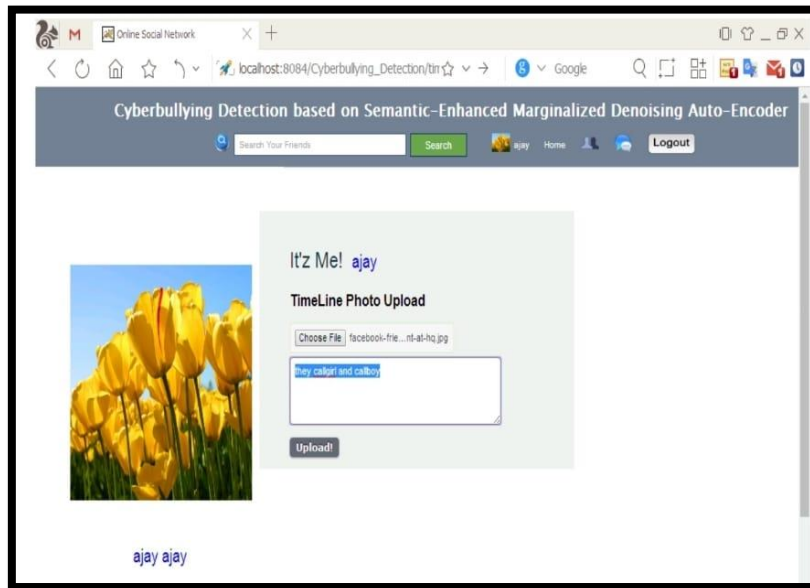 M Online Social Network
localhost:8084/Cyberbullying_Detection/tim
8 Google
Cyberbullying Detection based on Semantic-Enhanced Marginalized Denoising Auto-Encoder
Search Your Friends Search ajay Home Logout
It'z Me! ajay
TimeLine Photo Upload
Choose File facebook-frie...nt-at-hq.jpg
they callgirl and callboy
Upload!
ajay ajay